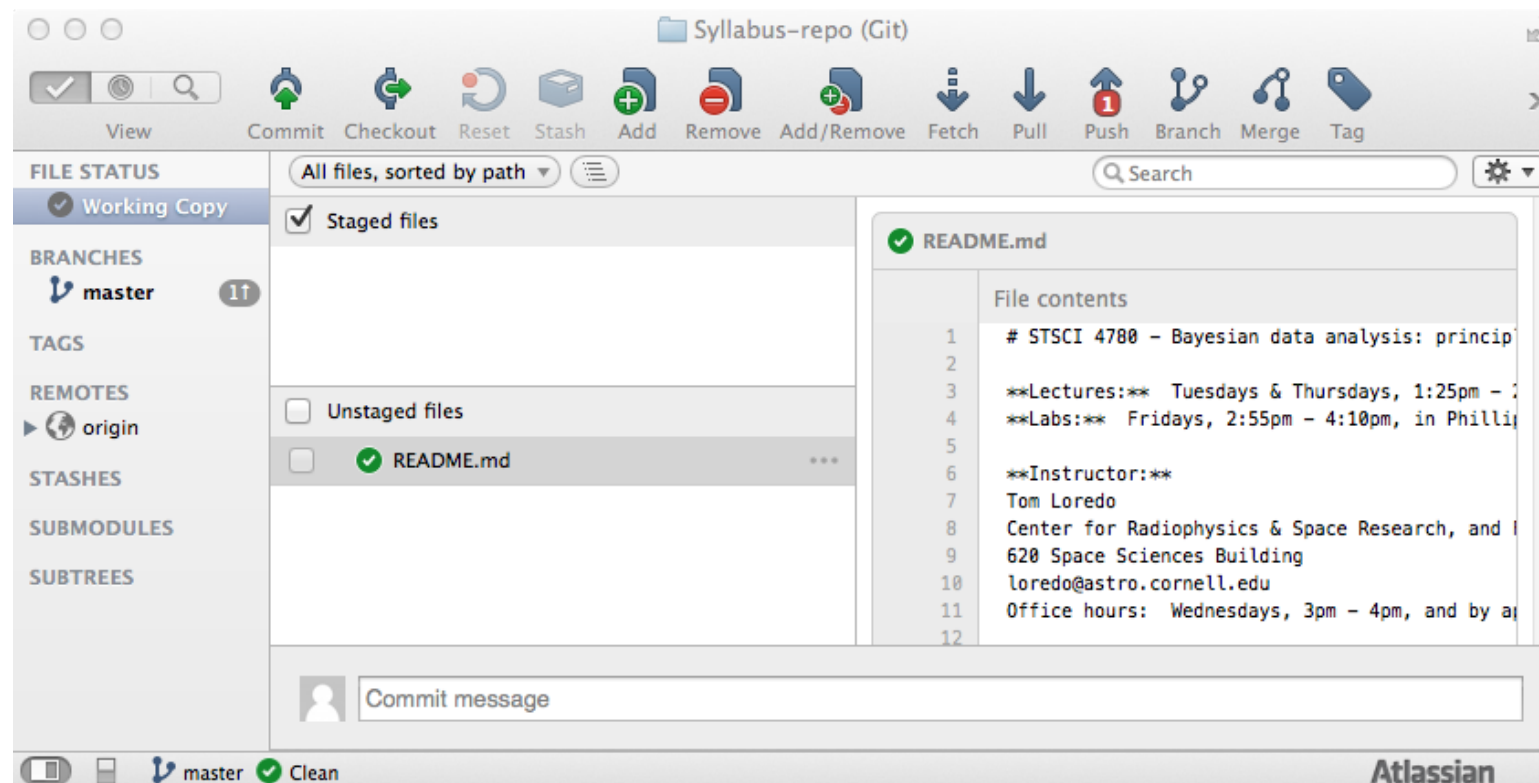 Syllabus-repo (Git)
View Commit Checkout Reset Stash Add Remove Add/Remove Fetch Pull 1 Push Branch Merge Tag
FILE STATUS
Working Copy
BRANCHES
master 1↑
TAGS
REMOTES
origin
STASHES
SUBMODULES
SUBTREES
All files, sorted by path
Search
Staged files
Unstaged files
README.md
README.md
File contents
1 # STSCI 4780 – Bayesian data analysis:
2
3 **Lectures:** Tuesdays & Thursdays, 1:25pm –
4 **Labs:** Fridays, 2:55pm – 4:10pm, in
5
6 **Instructor:**
7 Tom Loredo
8 Center for Radiophysics & Space Research, and
9 620 Space Sciences Building
10 loredo@astro.cornell.edu
11 Office hours: Wednesdays, 3pm – 4pm, and by
12
Commit message
master Clean
Atlassian